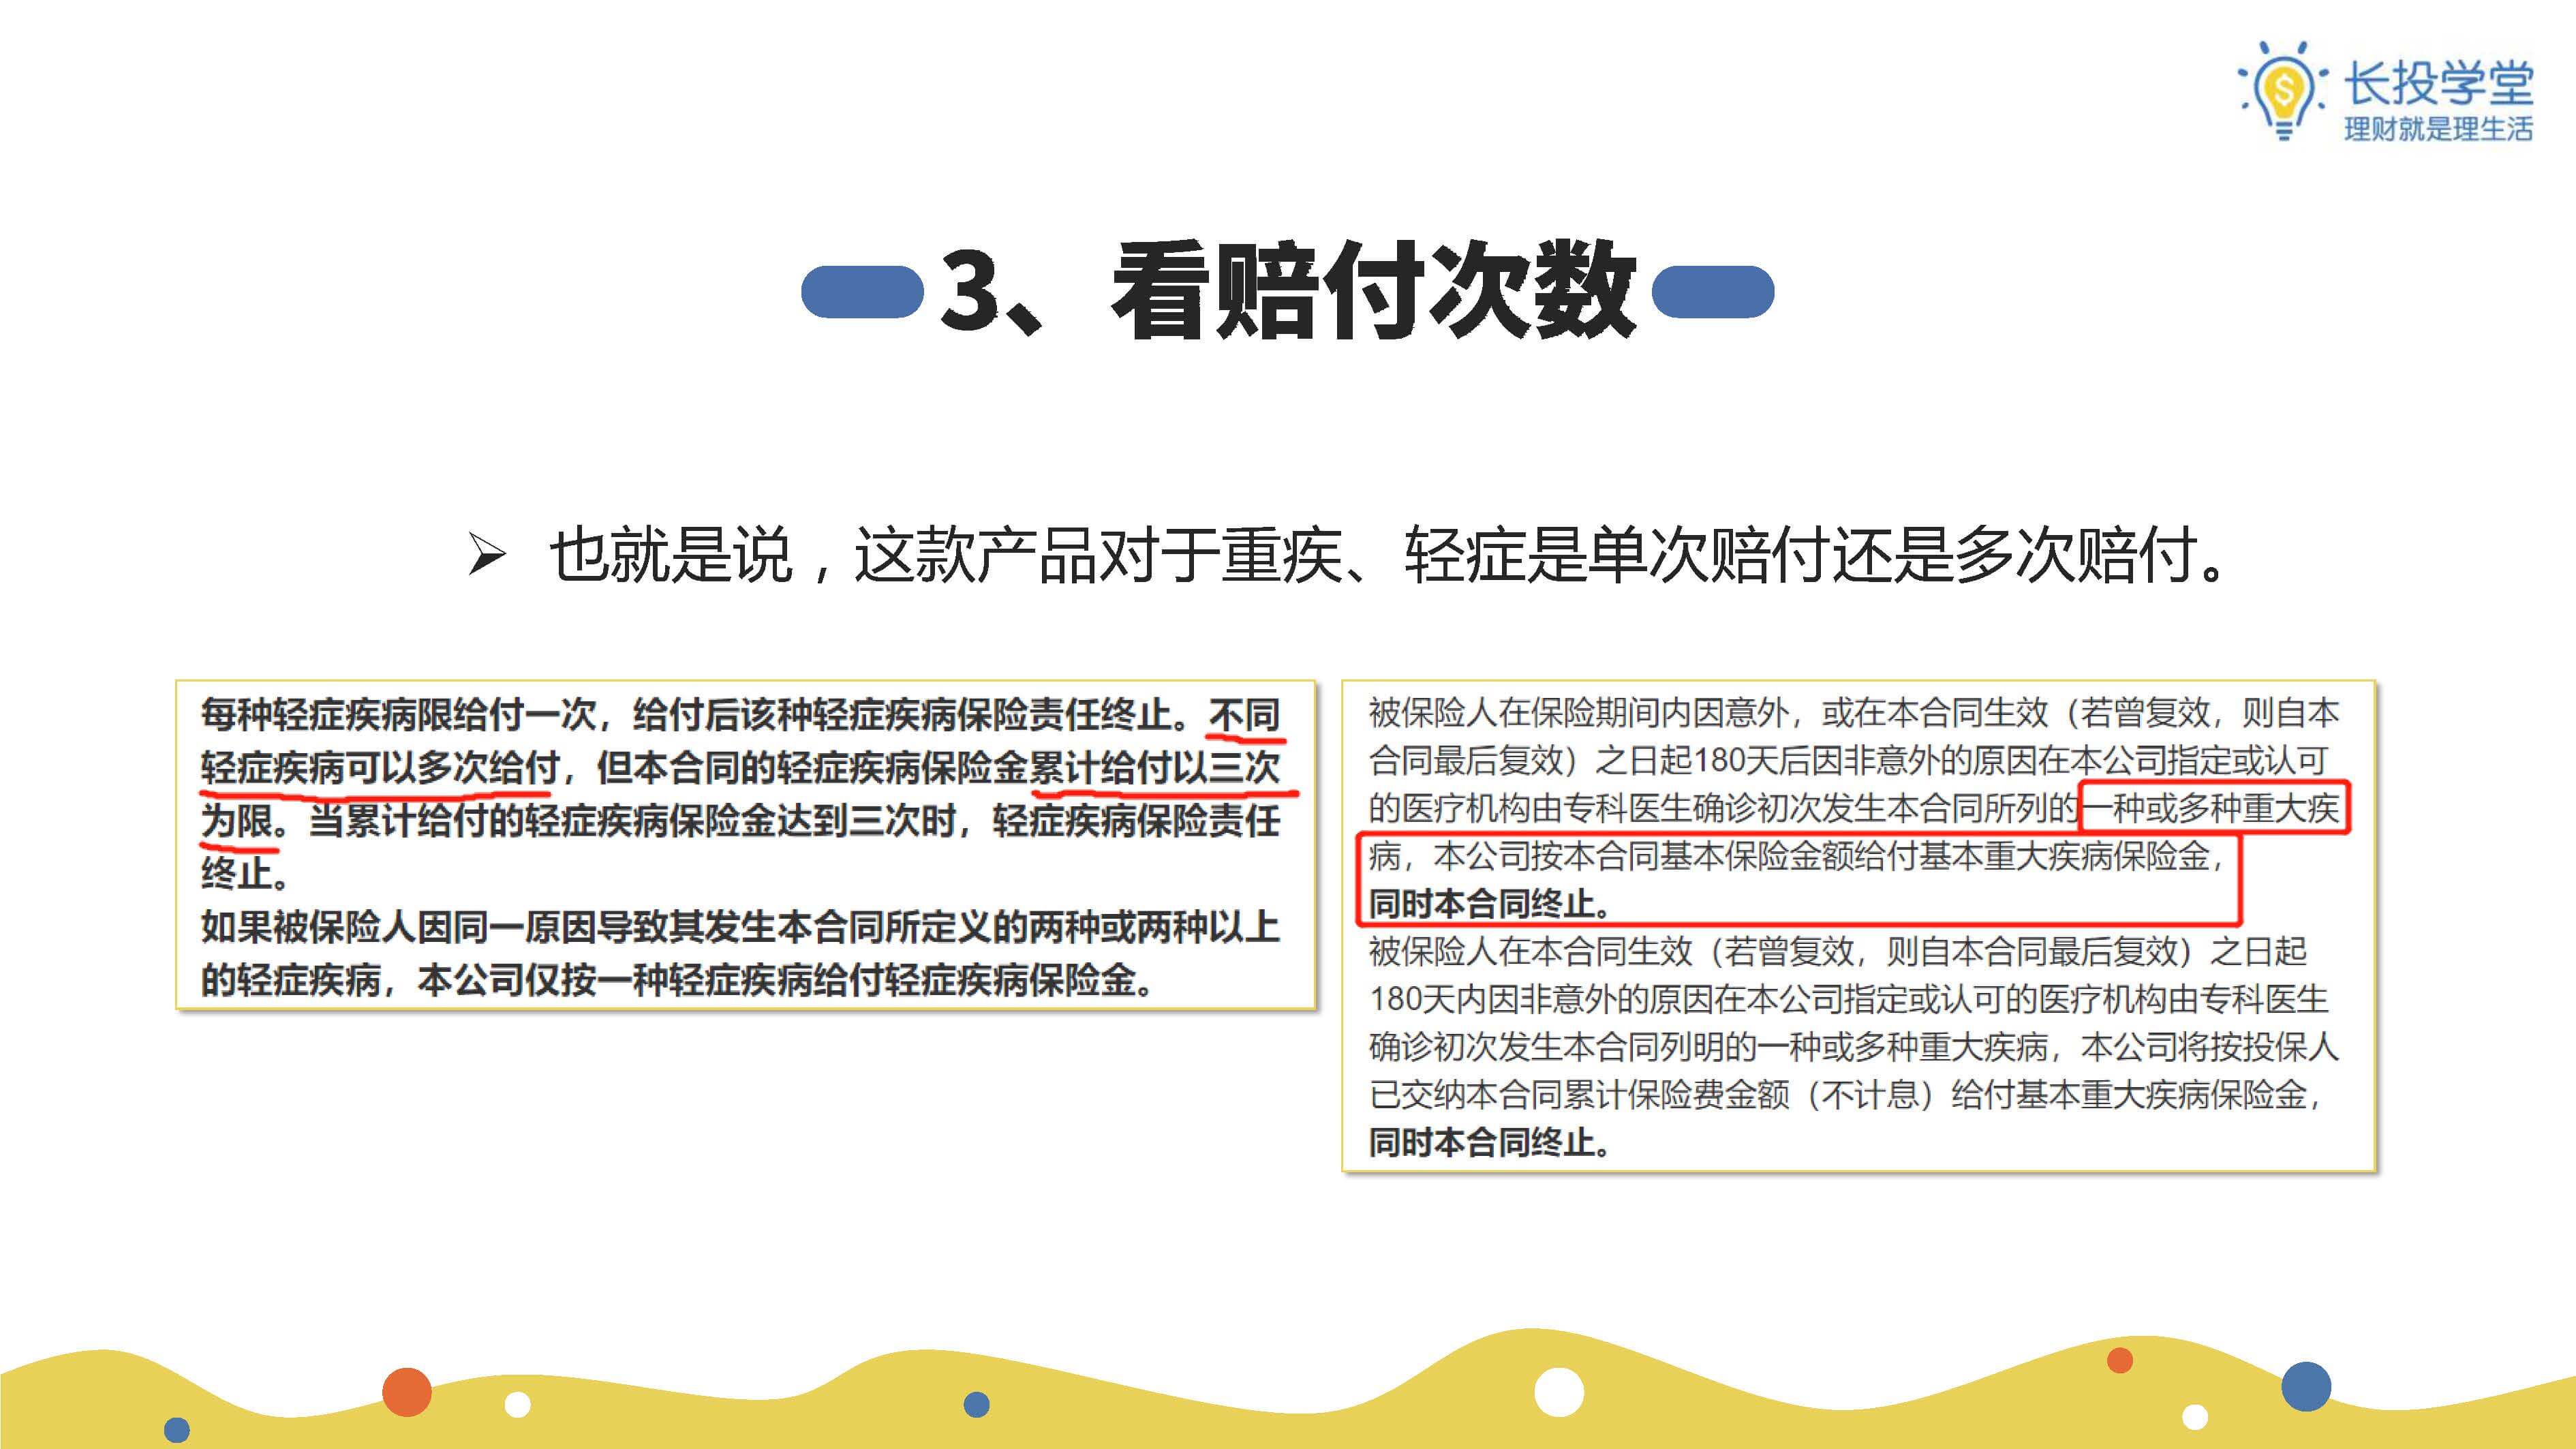 长投学堂
理财就是理生活
3、看赔付次数
➢ 也就是说，这款产品对于重疾、轻症是单次赔付还是多次赔付。
每种轻症疾病限给付一次，给付后该种轻症疾病保险责任终止。不同
轻症疾病可以多次给付，但本合同的轻症疾病保险金累计给付以三次
为限。当累计给付的轻症疾病保险金达到三次时，轻症疾病保险责任
终止。
如果被保险人因同一原因导致其发生本合同所定义的两种或两种以上
的轻症疾病，本公司仅按一种轻症疾病给付轻症疾病保险金。
被保险人在保险期间内因意外，或在本合同生效（若曾复效，则自本
合同最后复效）之日起180天后因非意外的原因在本公司指定或认可
的医疗机构由专科医生确诊初次发生本合同所列的一种或多种重大疾
病，本公司按本合同基本保险金额给付基本重大疾病保险金，
同时本合同终止。
被保险人在本合同生效（若曾复效，则自本合同最后复效）之日起
180天内因非意外的原因在本公司指定或认可的医疗机构由专科医生
确诊初次发生本合同列明的一种或多种重大疾病，本公司将按投保人
已交纳本合同累计保险费金额（不计息）给付基本重大疾病保险金，
同时本合同终止。